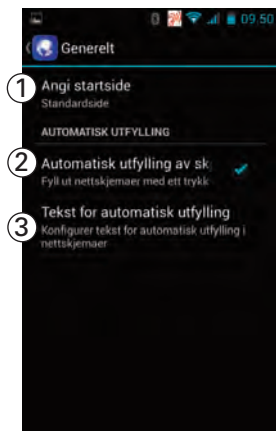 09.50
Generelt
1 Angi startside
Standardside
AUTOMATISK UTFYLLING
2 Automatisk utfylling av sk
Fyll ut nettskjemaer med ett trykk
3 Tekst for automatisk utfylling
Konfigurer tekst for automatisk utfylling i
nettskjemaer